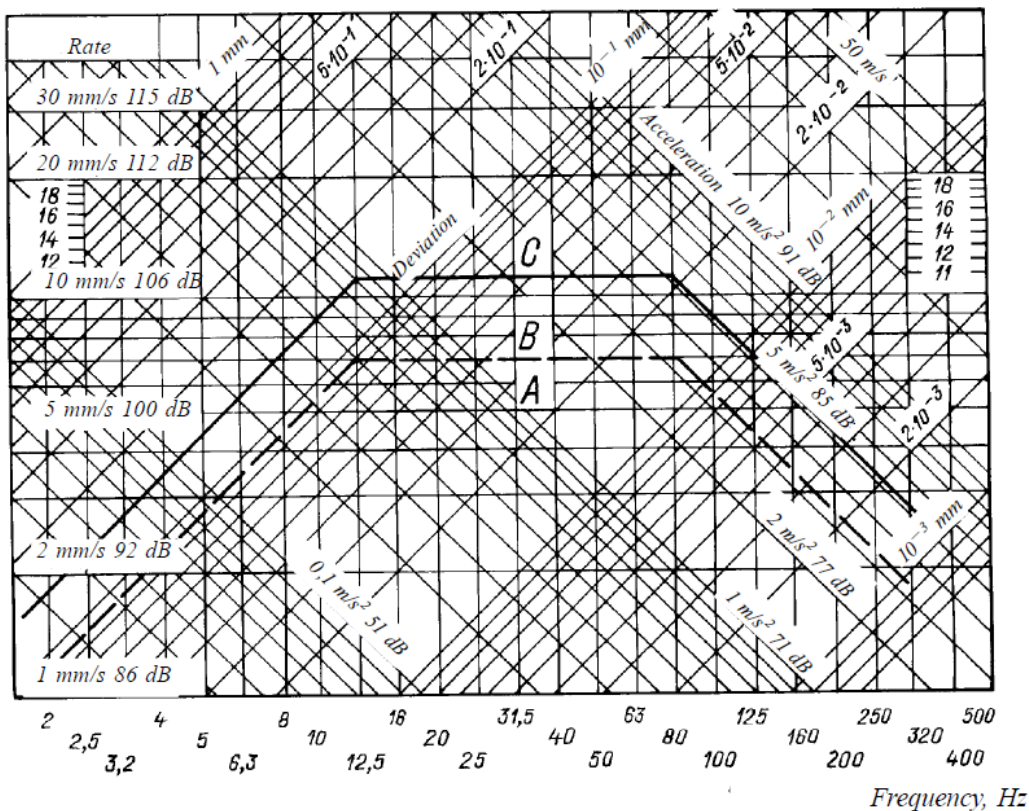 Rate
1 mm
5·10⁻¹
2·10⁻¹
10⁻¹ mm
5·10⁻²
50 m/s
2·10⁻²
30 mm/s 115 dB
20 mm/s 112 dB
18
16
14
12
18
16
14
12
11
Acceleration 10 m/s² 91 dB
10⁻² mm
Deviation
10 mm/s 106 dB
C
B
A
5·10⁻³
5 m/s² 85 dB
2·10⁻³
5 mm/s 100 dB
2 mm/s 92 dB
0,1 m/s² 51 dB
2 m/s² 77 dB
10⁻³ mm
1 m/s² 71 dB
1 mm/s 86 dB
2 4 8 16 31,5 63 125 250 500
2,5 5 10 20 40 80 160 320
3,2 6,3 12,5 25 50 100 200 400
Frequency, Hz